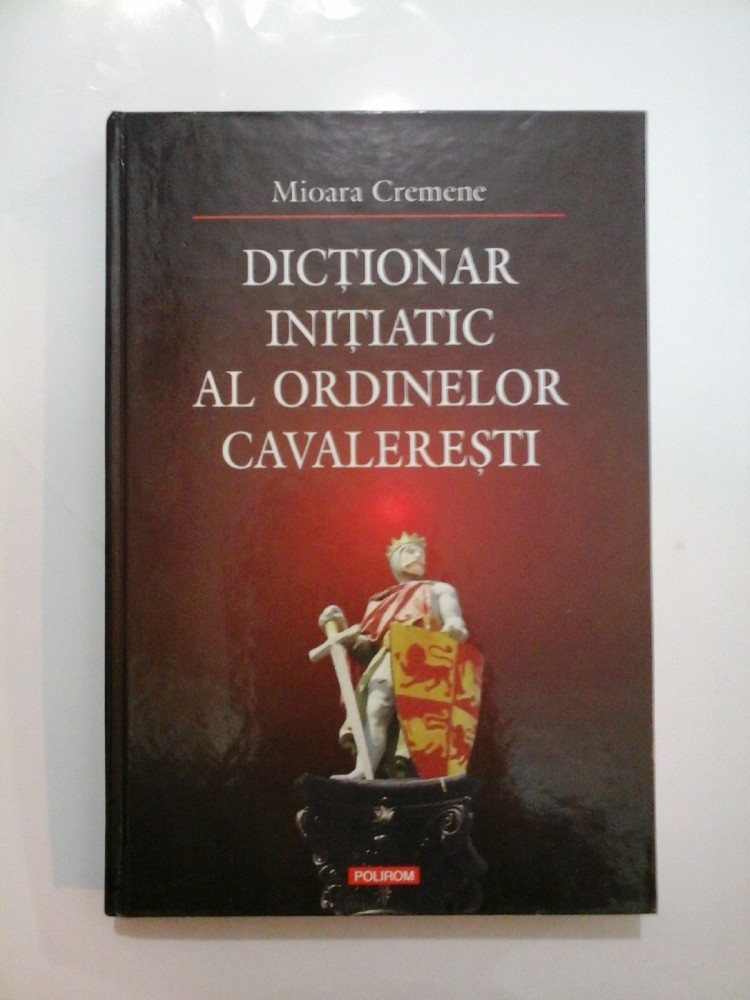 Mioara Cremene
DICȚIONAR
INIȚIATIC
AL ORDINELOR
CAVALEREȘTI
POLIROM